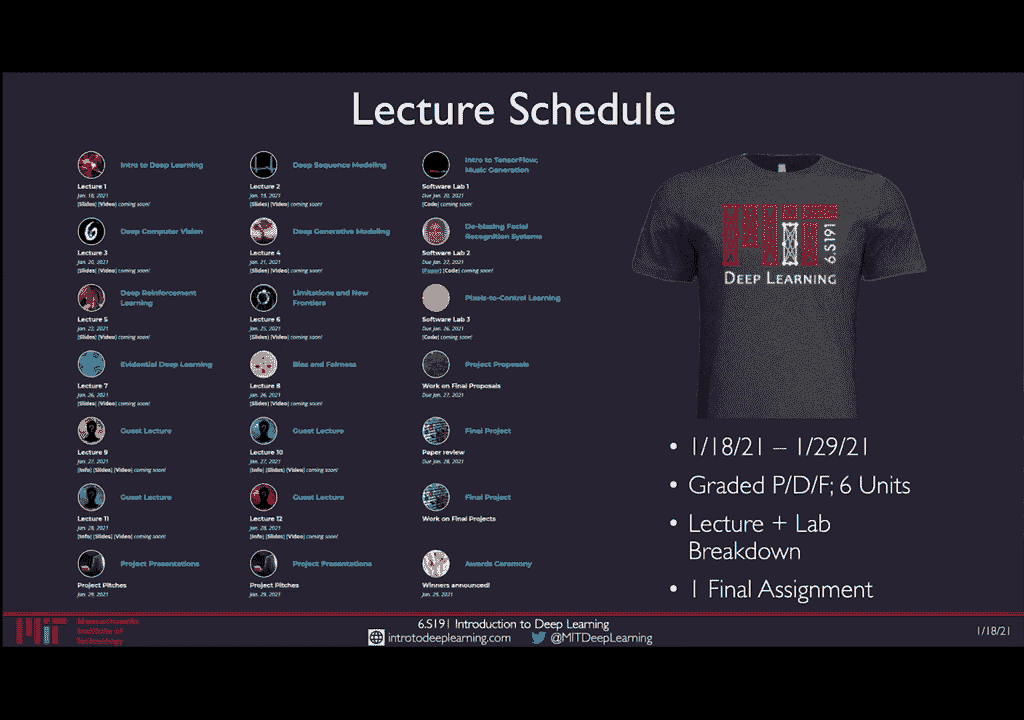 Lecture Schedule
Intro to Deep Learning
Lecture 1
Jan. 18, 2021
[Slides] [Video] coming soon!
Deep Sequence Modeling
Lecture 2
Jan. 19, 2021
[Slides] [Video] coming soon!
Intro to TensorFlow;
Music Generation
Software Lab 1
Due Jan. 20, 2021
[Code] coming soon!
Deep Computer Vision
Lecture 3
Jan. 20, 2021
[Slides] [Video] coming soon!
Deep Generative Modeling
Lecture 4
Jan. 21, 2021
[Slides] [Video] coming soon!
De-biasing Facial
Recognition Systems
Software Lab 2
Due Jan. 22, 2021
[Paper] [Code] coming soon!
Deep Reinforcement
Learning
Lecture 5
Jan. 22, 2021
[Slides] [Video] coming soon!
Limitations and New
Frontiers
Lecture 6
Jan. 25, 2021
[Slides] [Video] coming soon!
Pixels-to-Control Learning
Software Lab 3
Due Jan. 26, 2021
[Code] coming soon!
Evidential Deep Learning
Lecture 7
Jan. 26, 2021
[Slides] [Video] coming soon!
Bias and Fairness
Lecture 8
Jan. 26, 2021
[Slides] [Video] coming soon!
Project Proposals
Work on Final Proposals
Due Jan. 27, 2021
Guest Lecture
Lecture 9
Jan. 27, 2021
[Info] [Slides] [Video] coming soon!
Guest Lecture
Lecture 10
Jan. 27, 2021
[Info] [Slides] [Video] coming soon!
Final Project
Paper review
Due Jan. 28, 2021
Guest Lecture
Lecture 11
Jan. 28, 2021
[Info] [Slides] [Video] coming soon!
Guest Lecture
Lecture 12
Jan. 28, 2021
[Info] [Slides] [Video] coming soon!
Final Project
Work on Final Projects
Project Presentations
Project Pitches
Jan. 29, 2021
Project Presentations
Project Pitches
Jan. 29, 2021
Awards Ceremony
Winners announced!
Jan. 29, 2021
MIT
6.S191
DEEP LEARNING
• 1/18/21 – 1/29/21
• Graded P/D/F; 6 Units
• Lecture + Lab
Breakdown
• 1 Final Assignment
MIT
Massachusetts
Institute of
Technology
6.S191 Introduction to Deep Learning
introtodeeplearning.com @MITDeepLearning
1/18/21